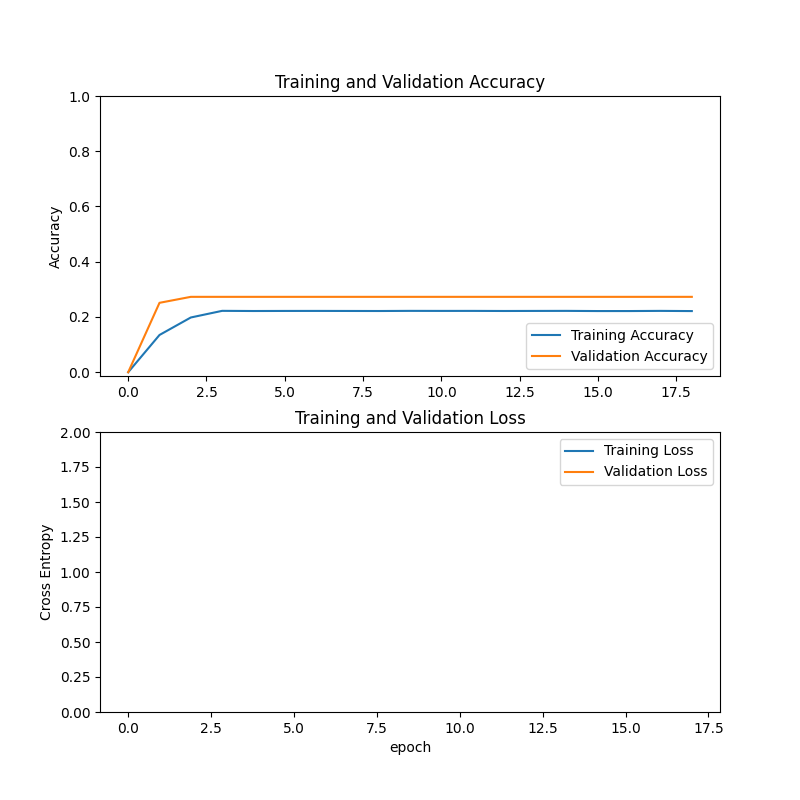 Training and Validation Accuracy
1.0
0.8
0.6
0.4
0.2
0.0
Accuracy
Training Accuracy
Validation Accuracy
0.0 2.5 5.0 7.5 10.0 12.5 15.0 17.5
Training and Validation Loss
2.00
1.75
1.50
1.25
1.00
0.75
0.50
0.25
0.00
Cross Entropy
Training Loss
Validation Loss
0.0 2.5 5.0 7.5 10.0 12.5 15.0 17.5
epoch